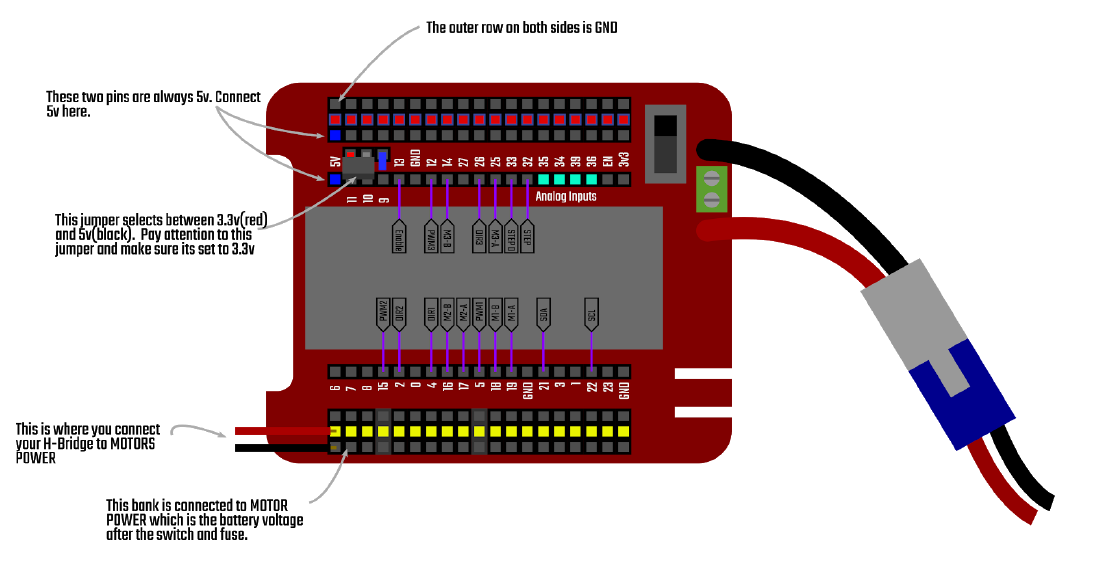 The outer row on both sides is GND
These two pins are always 5v. Connect
5v here.
5V
13
GND
12
14
27
26
25
33
32
35
34
39
36
EN
3v3
11
10
9
Analog Inputs
This jumper selects between 3.3v(red)
and 5v(black). Pay attention to this
jumper and make sure its set to 3.3v
Enable
PWM3
M3-B
DIR3
M3-A
STEP D
STEP
PWM2
DIR2
DIR1
M2-B
M2-A
PWM1
M1-B
M1-A
SDA
SCL
6
7
8
15
2
0
4
16
17
5
18
19
GND
21
3
1
22
23
GND
This is where you connect
your H-Bridge to MOTORS
POWER
This bank is connected to MOTOR
POWER which is the battery voltage
after the switch and fuse.